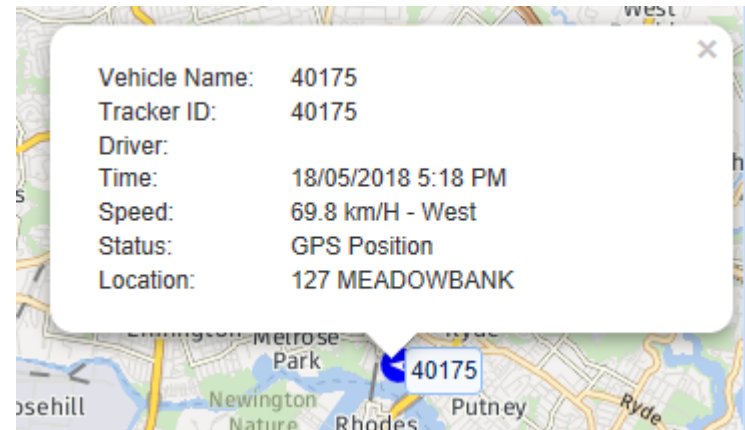 West
×
Vehicle Name: 40175
Tracker ID: 40175
Driver:
Time: 18/05/2018 5:18 PM
Speed: 69.8 km/H - West
Status: GPS Position
Location: 127 MEADOWBANK
Melrose
Park
Ryde
40175
Newington
Nature
Rhodes
Putney
Ryde